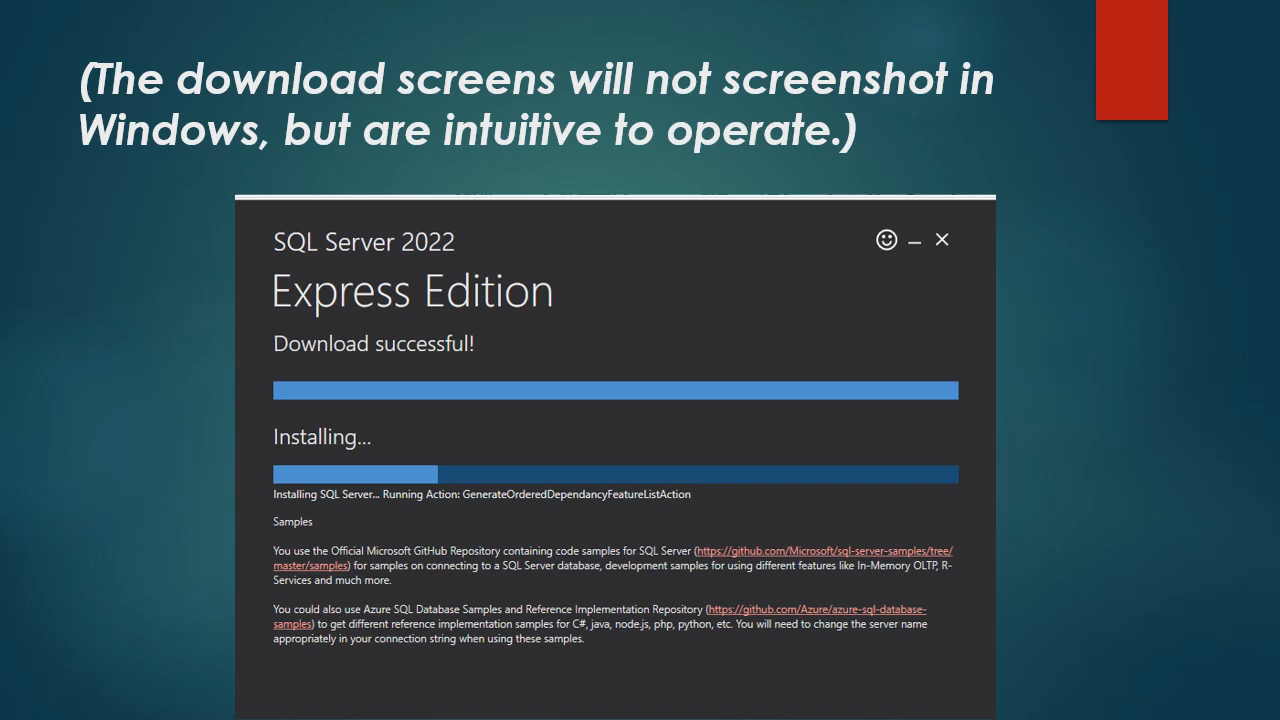 (The download screens will not screenshot in
Windows, but are intuitive to operate.)
SQL Server 2022
Express Edition
Download successful!
Installing...
Installing SQL Server... Running Action: GenerateOrderedDependancyFeatureListAction
Samples
You use the Official Microsoft GitHub Repository containing code samples for SQL Server (https://github.com/Microsoft/sql-server-samples/tree/
master/samples) for samples on connecting to a SQL Server database, development samples for using different features like In-Memory OLTP, R-
Services and much more.
You could also use Azure SQL Database Samples and Reference Implementation Repository (https://github.com/Azure/azure-sql-database-
samples) to get different reference implementation samples for C#, java, node.js, php, python, etc. You will need to change the server name
appropriately in your connection string when using these samples.